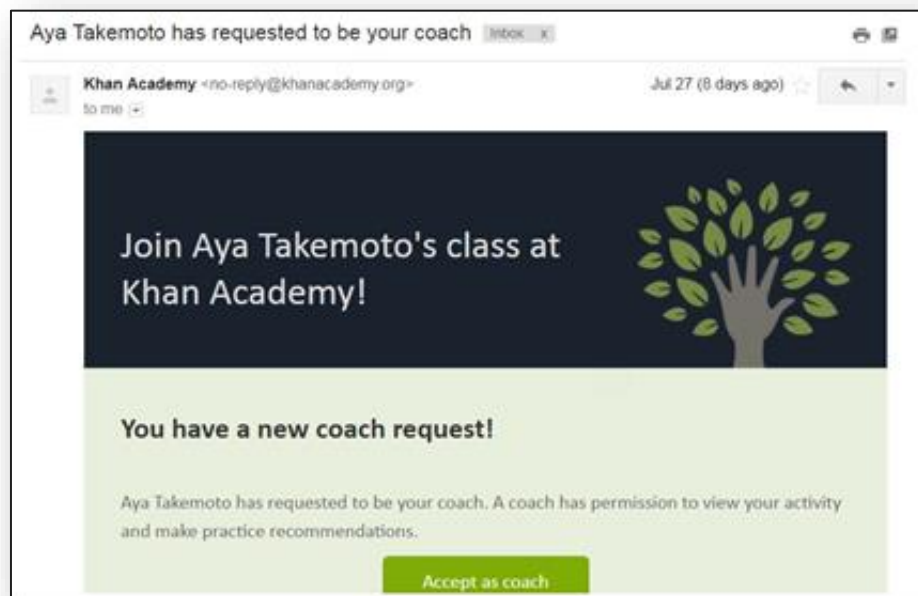 Aya Takemoto has requested to be your coach Inbox x
Khan Academy <no-reply@khanacademy.org> Jul 27 (8 days ago)
to me
Join Aya Takemoto's class at
Khan Academy!
You have a new coach request!
Aya Takemoto has requested to be your coach. A coach has permission to view your activity
and make practice recommendations.
Accept as coach